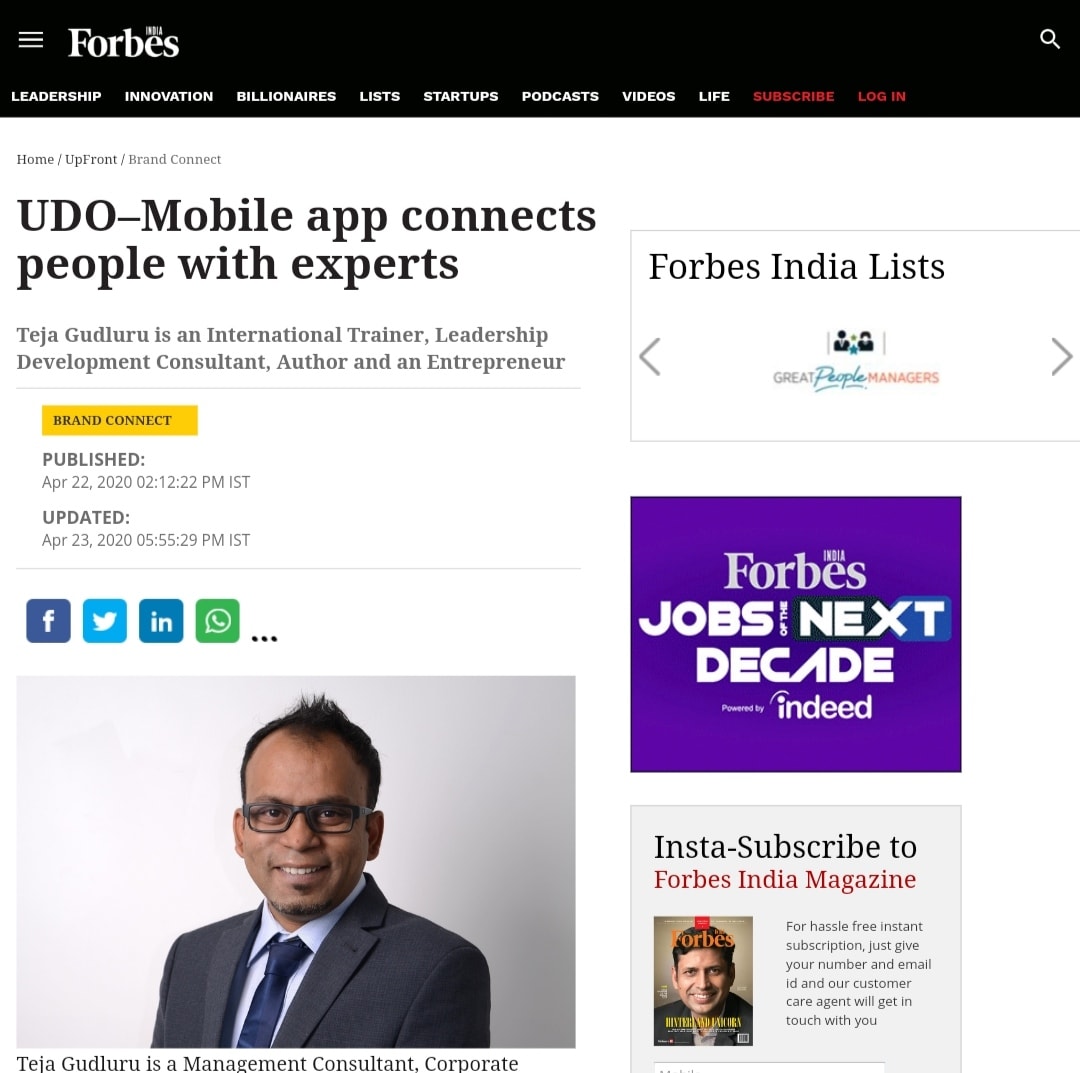 Forbes
INDIA
LEADERSHIP INNOVATION BILLIONAIRES LISTS STARTUPS PODCASTS VIDEOS LIFE SUBSCRIBE LOG IN
Home / UpFront / Brand Connect
UDO–Mobile app connects
people with experts
Teja Gudluru is an International Trainer, Leadership
Development Consultant, Author and an Entrepreneur
BRAND CONNECT
PUBLISHED:
Apr 22, 2020 02:12:22 PM IST
UPDATED:
Apr 23, 2020 05:55:29 PM IST
f
in
...
Teja Gudluru is a Management Consultant, Corporate
Forbes India Lists
GREAT People MANAGERS
Forbes
INDIA
JOBS OF THE NEXT
DECADE
Powered by indeed
Insta-Subscribe to
Forbes India Magazine
Forbes
HINTERLAND UNICORN
For hassle free instant
subscription, just give
your number and email
id and our customer
care agent will get in
touch with you
Mobile